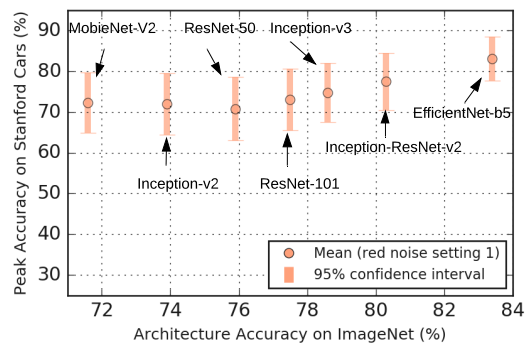 Peak Accuracy on Stanford Cars (%)
90
80
70
60
50
40
30
MobieNet-V2
ResNet-50
Inception-v3
EfficientNet-b5
Inception-ResNet-v2
Inception-v2
ResNet-101
Mean (red noise setting 1)
95% confidence interval
72
74
76
78
80
82
84
Architecture Accuracy on ImageNet (%)